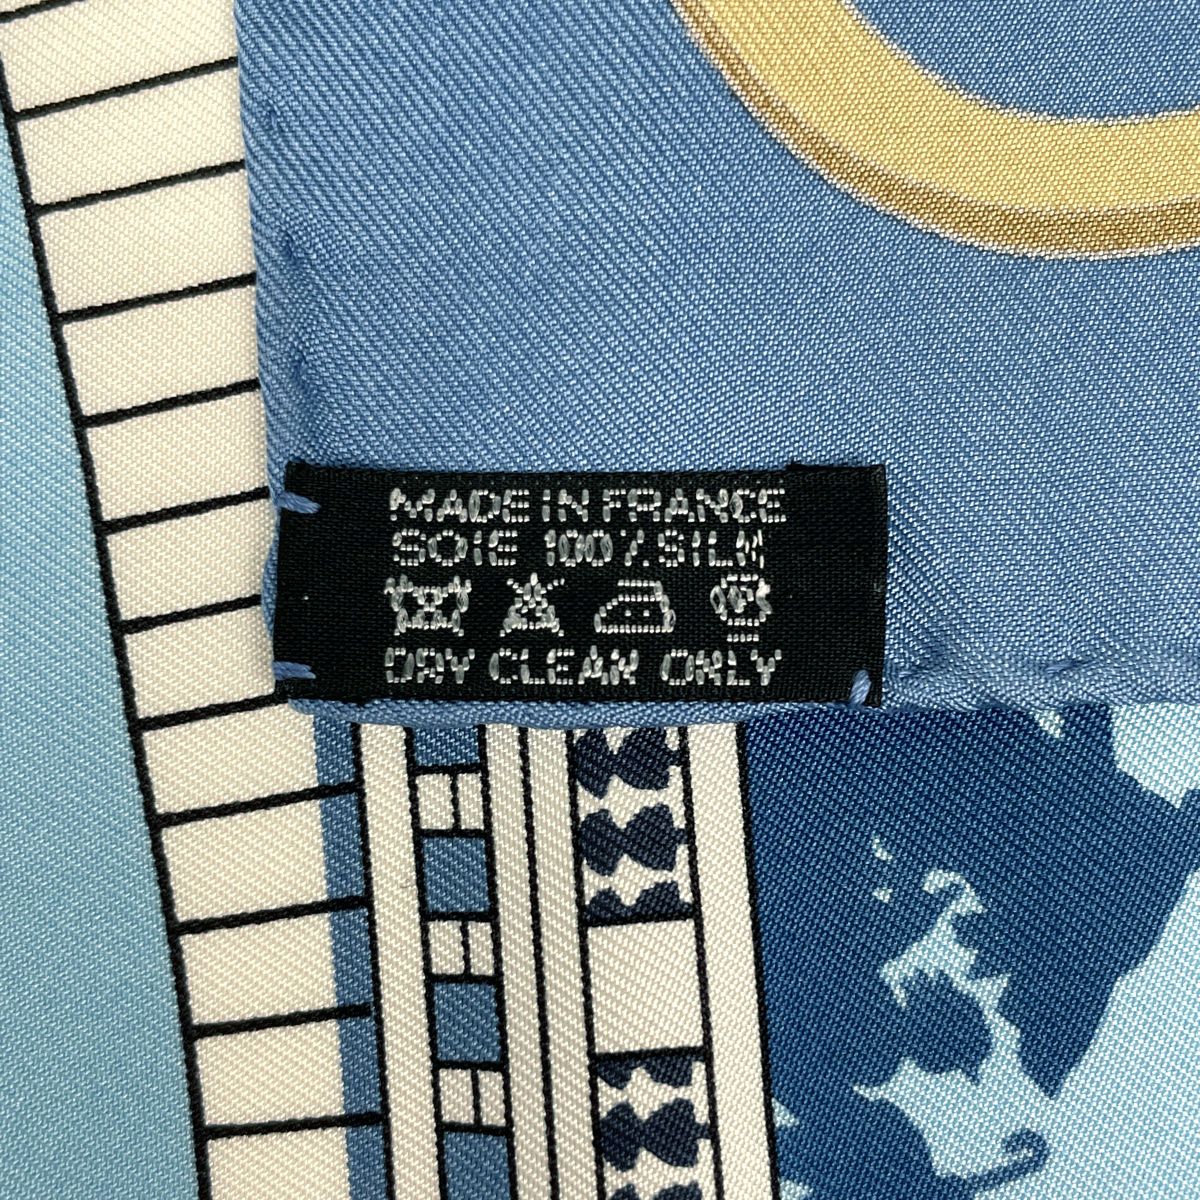 MADE IN FRANCE
SOIE 100% SILK
DRY CLEAN ONLY